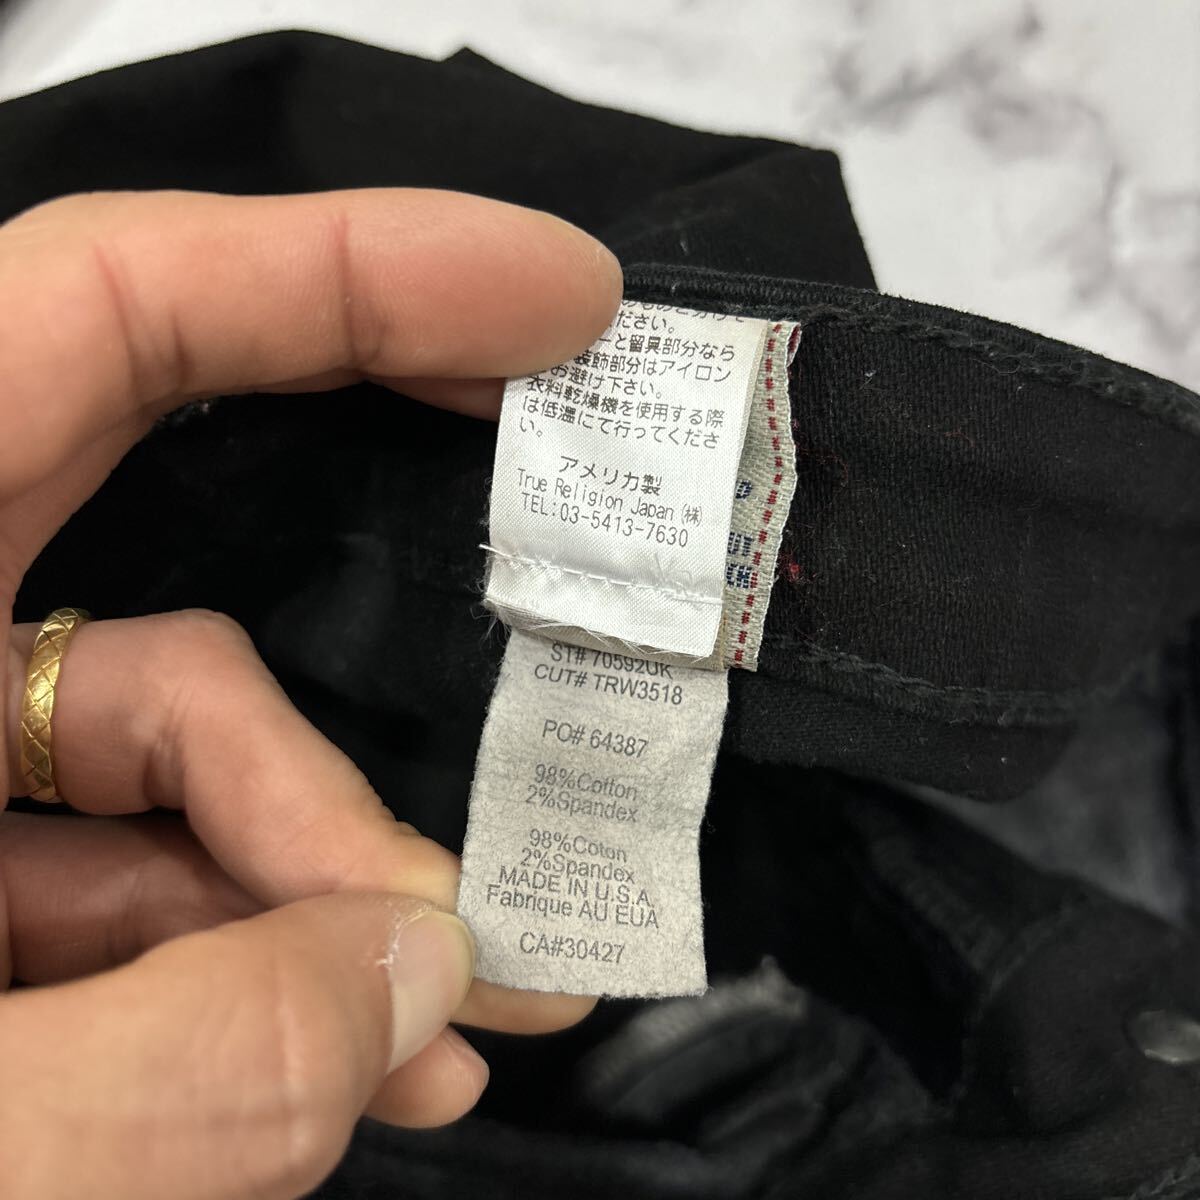 ださい。
ーと留具部分なら
装飾部分はアイロン
お避け下さい。
衣料乾燥機を使用する際
は低温にて行ってくださ
い。
アメリカ製
True Religion Japan (株)
TEL:03-5413-7630
ST# 70592UK
CUT# TRW3518
PO# 64387
98%Cotton
2%Spandex
98%Coton
2%Spandex
MADE IN U.S.A.
Fabrique AU EUA
CA#30427